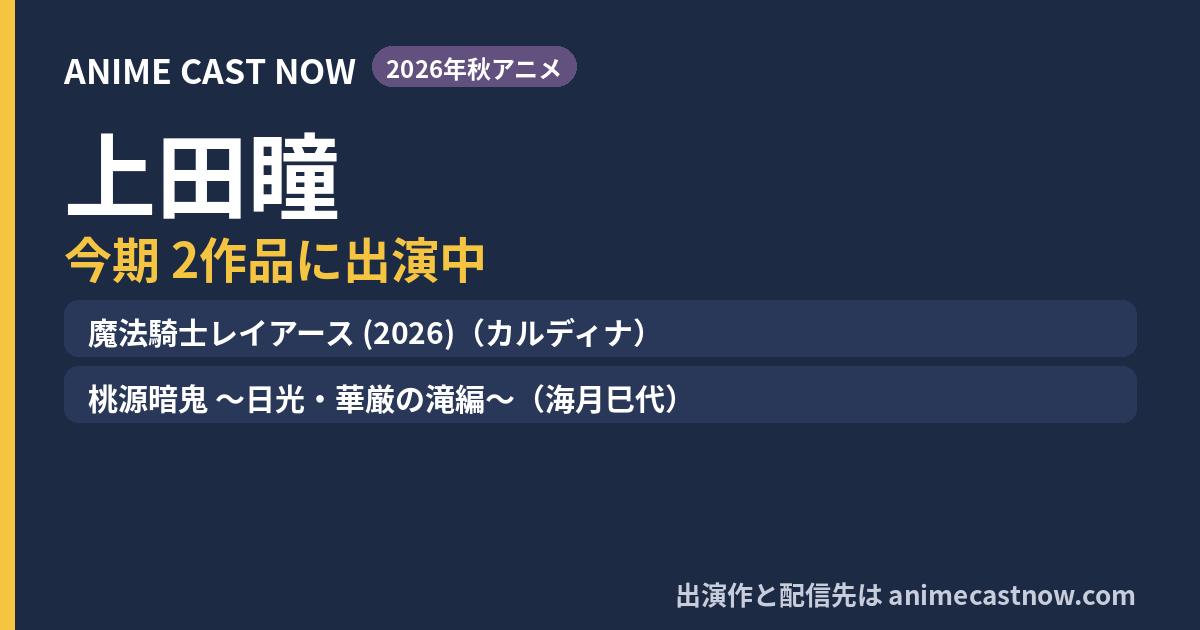 ANIME CAST NOW 2026年秋アニメ
上田瞳
今期 2作品に出演中
魔法騎士レイアース (2026)（カルディナ）
桃源暗鬼 ～日光・華厳の滝編～（海月巳代）
出演作と配信先は animecastnow.com